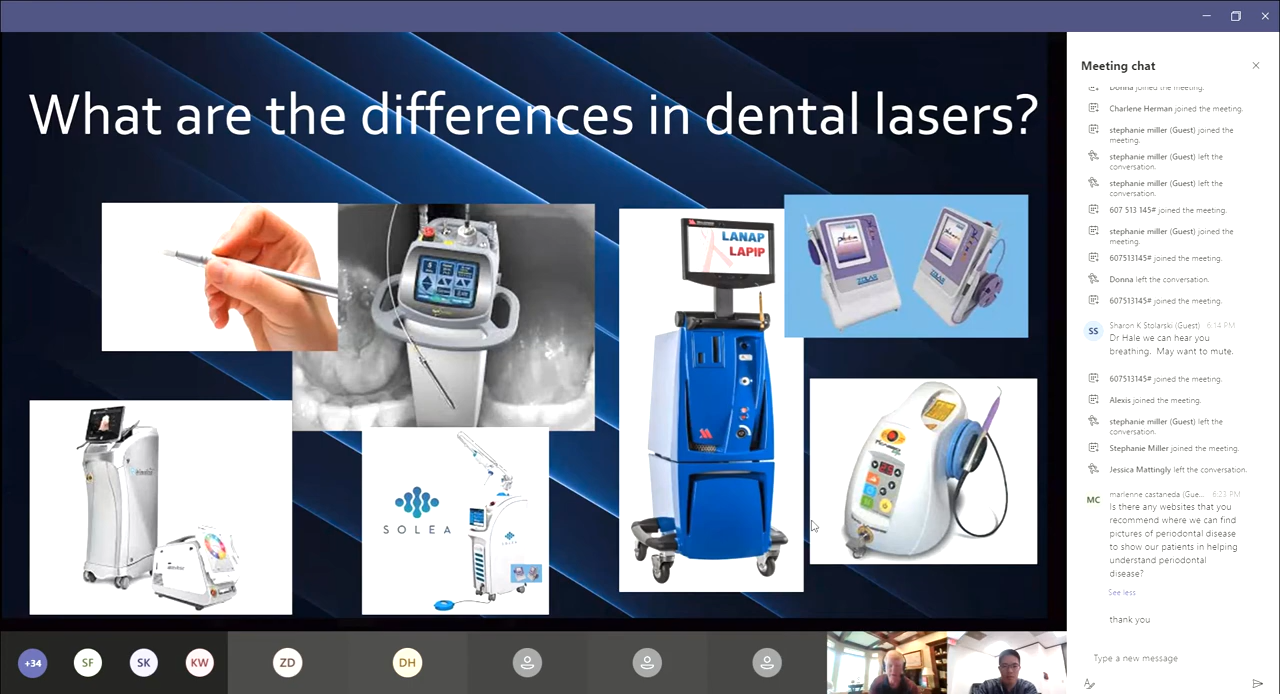 What are the differences in dental lasers?
LANAP
LAPIP
SOLEA
ZOLAR
Meeting chat
Donna joined the meeting.
Charlene Herman joined the meeting.
stephanie miller (Guest) joined the
meeting.
stephanie miller (Guest) left the
conversation.
stephanie miller (Guest) left the
conversation.
607 513 145# joined the meeting.
stephanie miller (Guest) joined the
meeting.
607513145# joined the meeting.
Donna left the conversation.
607513145# joined the meeting.
SS
Sharon K Stolarski (Guest) 6:14 PM
Dr Hale we can hear you
breathing. May want to mute.
607513145# joined the meeting.
Alexis joined the meeting.
stephanie miller (Guest) left the
conversation.
Stephanie Miller joined the meeting.
Jessica Mattingly left the conversation.
MC
marienne castaneda (Gue... 6:23 PM
Is there any websites that you
recommend where we can find
pictures of periodontal disease
to show our patients in helping
understand periodontal
disease?
See less
thank you
Type a new message
+34
SF
SK
KW
ZD
DH